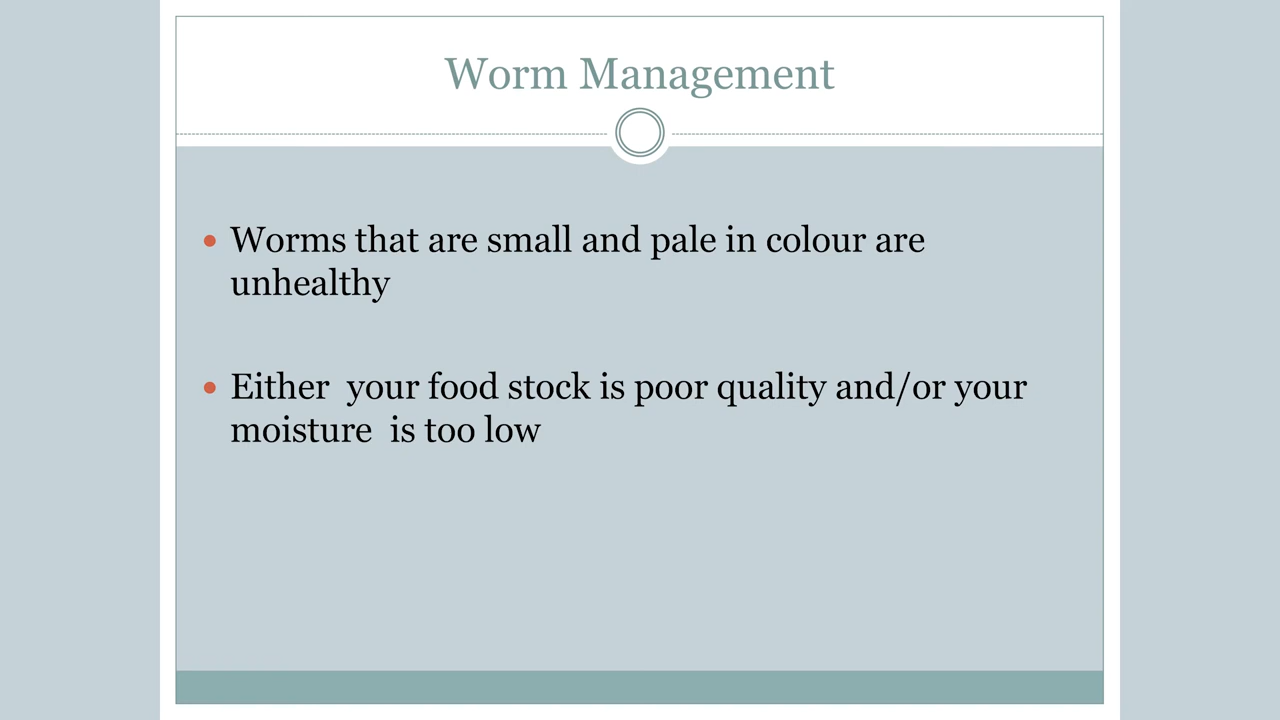 Worm Management
Worms that are small and pale in colour are
unhealthy
Either  your food stock is poor quality and/or your
moisture  is too low